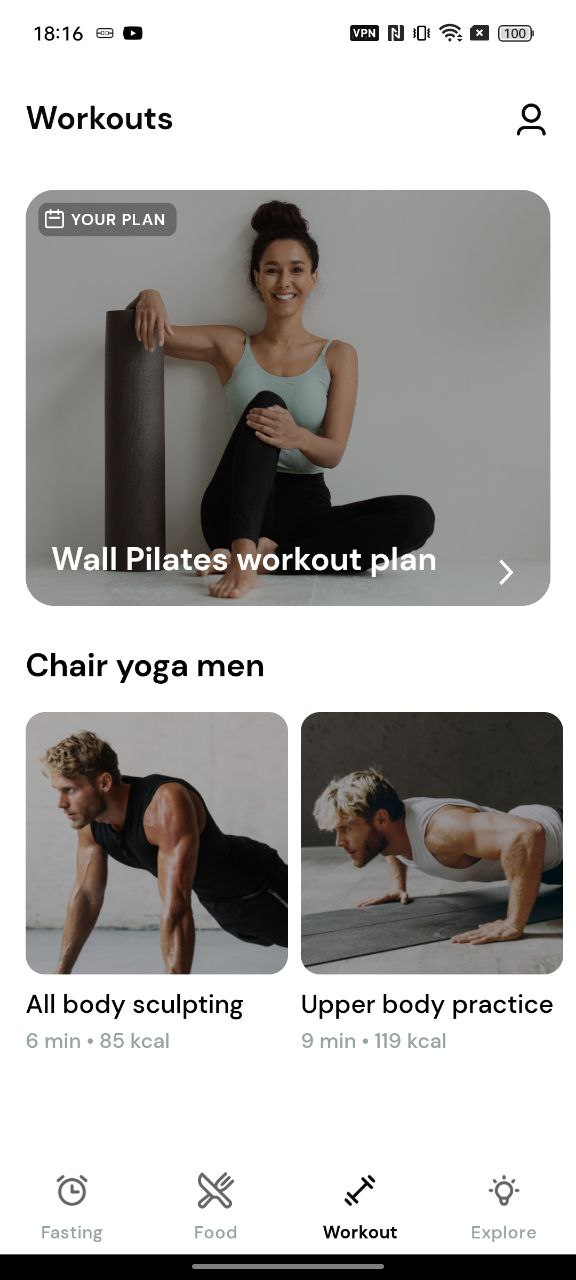 18:16
VPN
100
Workouts
YOUR PLAN
Wall Pilates workout plan
Chair yoga men
All body sculpting
6 min • 85 kcal
Upper body practice
9 min • 119 kcal
Fasting
Food
Workout
Explore